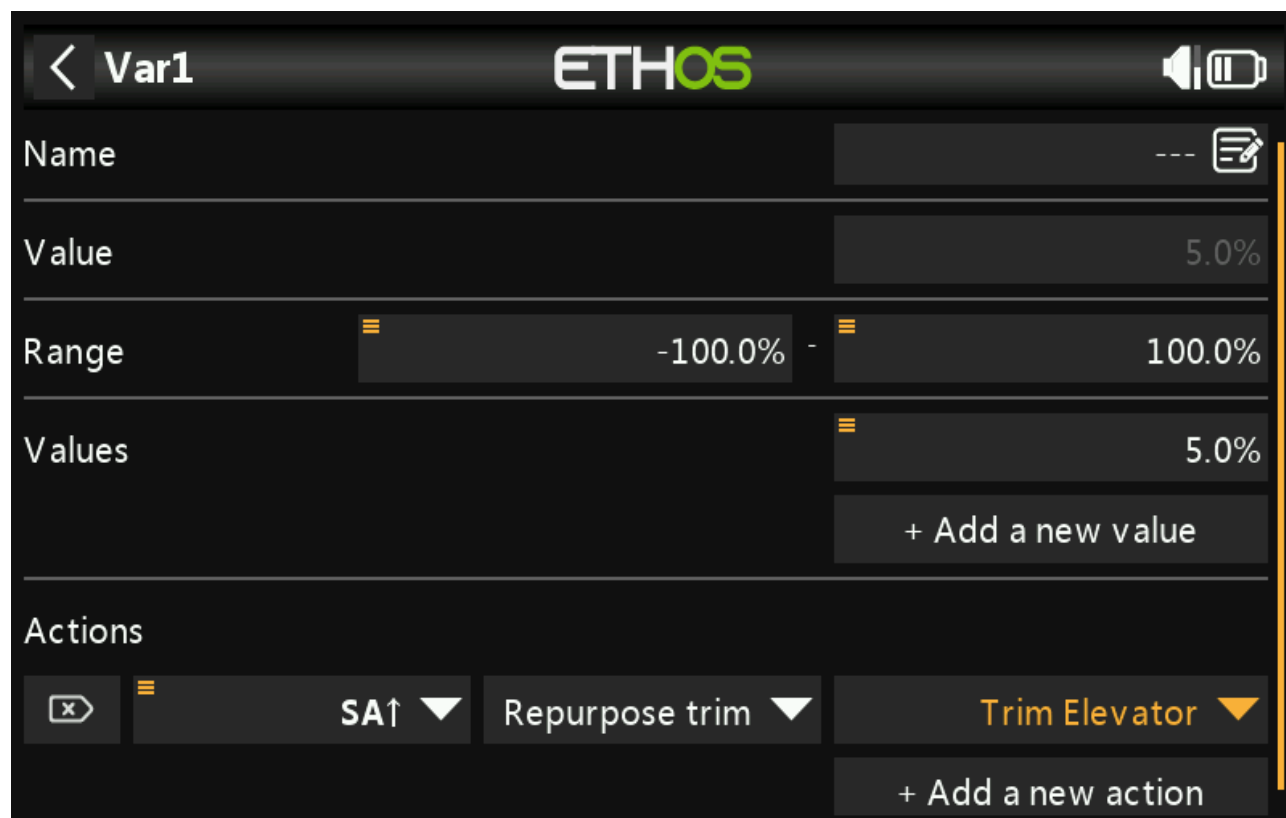 Var1 ETHOS
Name ---
Value 5.0%
Range -100.0% - 100.0%
Values 5.0%
+ Add a new value
Actions
SA↑ Repurpose trim Trim Elevator
+ Add a new action